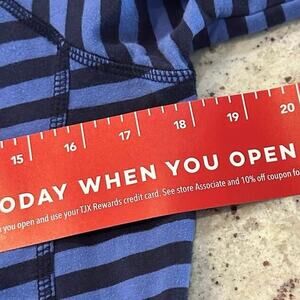 15 16 17 18 19 20
ODAY WHEN YOU OPEN
you open and use your TJX Rewards credit card. See store Associate and 10% off coupon fo